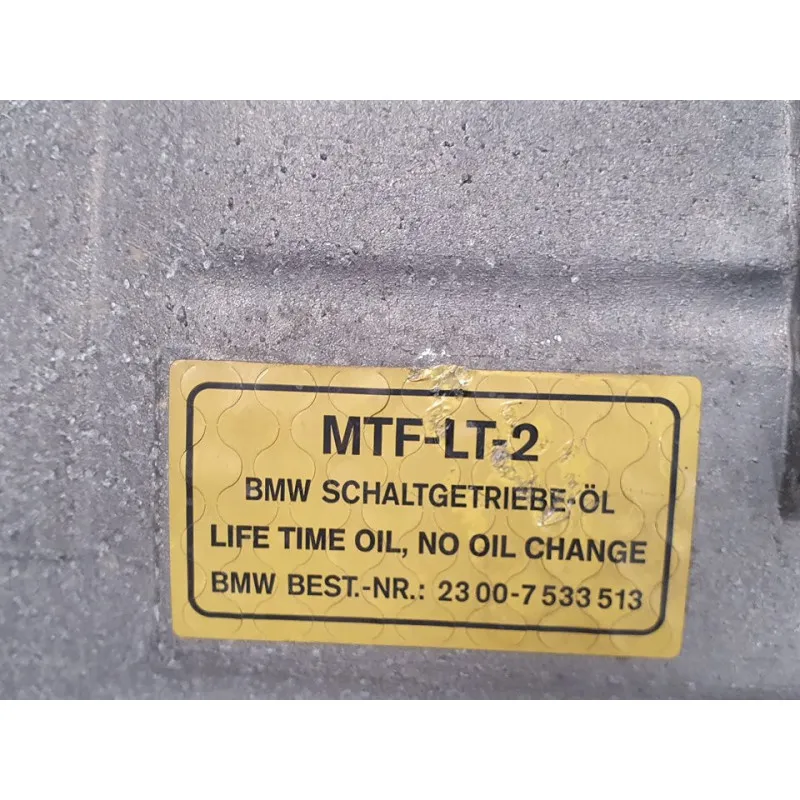 MTF-LT-2
BMW SCHALTGETRIEBE-ÖL
LIFE TIME OIL, NO OIL CHANGE
BMW BEST.-NR.: 23 00-7 533 513